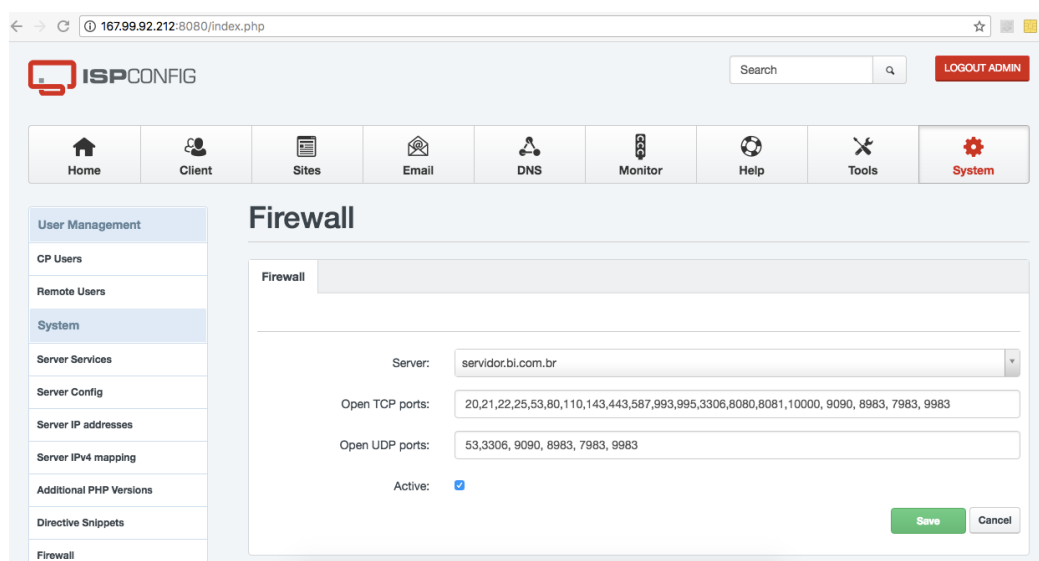 167.99.92.212:8080/index.php
ISPCONFIG
Search
LOGOUT ADMIN
Home
Client
Sites
Email
DNS
Monitor
Help
Tools
System
User Management
CP Users
Remote Users
System
Server Services
Server Config
Server IP addresses
Server IPv4 mapping
Additional PHP Versions
Directive Snippets
Firewall
Firewall
Firewall
Server: servidor.bi.com.br
Open TCP ports: 20,21,22,25,53,80,110,143,443,587,993,995,3306,8080,8081,10000, 9090, 8983, 7983, 9983
Open UDP ports: 53,3306, 9090, 8983, 7983, 9983
Active:
Save
Cancel